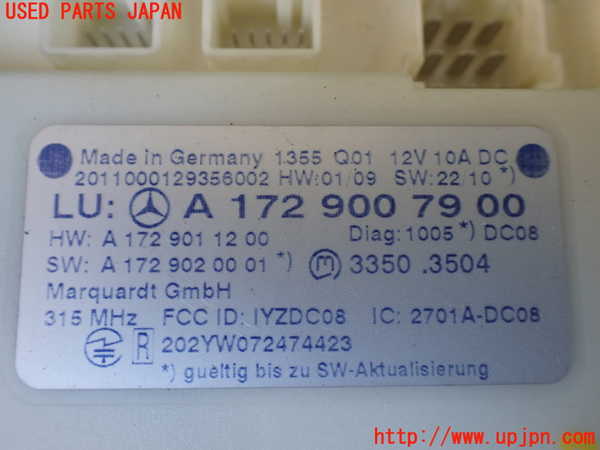 USED PARTS JAPAN
Made in Germany 1355 Q01 12V 10A DC
2011000129356002 HW:01/09 SW:22/10 *)
LU: A 172 900 79 00
HW: A 172 901 12 00 Diag:1005 *) DC08
SW: A 172 902 00 01 *) m 3350 .3504
Marquardt GmbH
315 MHz FCC ID: IYZDC08 IC: 2701A-DC08
R 202YW072474423
*) gueltig bis zu SW-Aktualisierung
http://www.upjpn.com